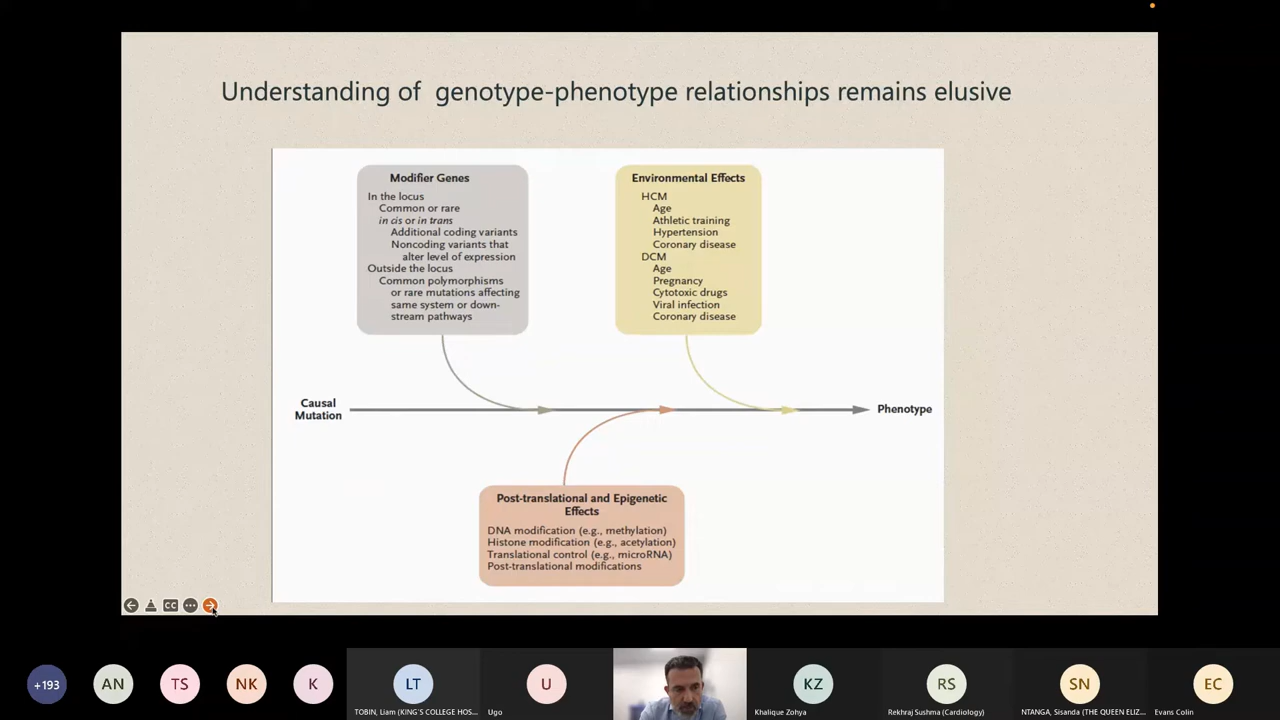 Understanding of genotype-phenotype relationships remains elusive
Modifier Genes
In the locus
Common or rare
in cis or in trans
Additional coding variants
Noncoding variants that
alter level of expression
Outside the locus
Common polymorphisms
or rare mutations affecting
same system or down-
stream pathways
Environmental Effects
HCM
Age
Athletic training
Hypertension
Coronary disease
DCM
Age
Pregnancy
Cytotoxic drugs
Viral infection
Coronary disease
Causal
Mutation
Phenotype
Post-translational and Epigenetic
Effects
DNA modification (e.g., methylation)
Histone modification (e.g., acetylation)
Translational control (e.g., microRNA)
Post-translational modifications
CC
+193
AN
TS
NK
K
LT
U
KZ
RS
SN
EC
TOBIN, Liam (KING'S COLLEGE HOS...
Ugo
Khalique Zohya
Rekhraj Sushma (Cardiology)
NTANGA, Sisanda (THE QUEEN ELIZ...
Evans Colin